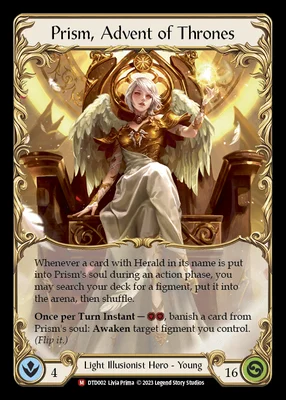 Prism, Advent of Thrones
Whenever a card with Herald in its name is put
into Prism's soul during an action phase, you
may search your deck for a figment, put it into
the arena, then shuffle.
Once per Turn Instant — , banish a card from
Prism's soul: Awaken target figment you control.
(Flip it.)
4
Light Illusionist Hero - Young
16
M DTD002 Livia Prima © 2023 Legend Story Studios